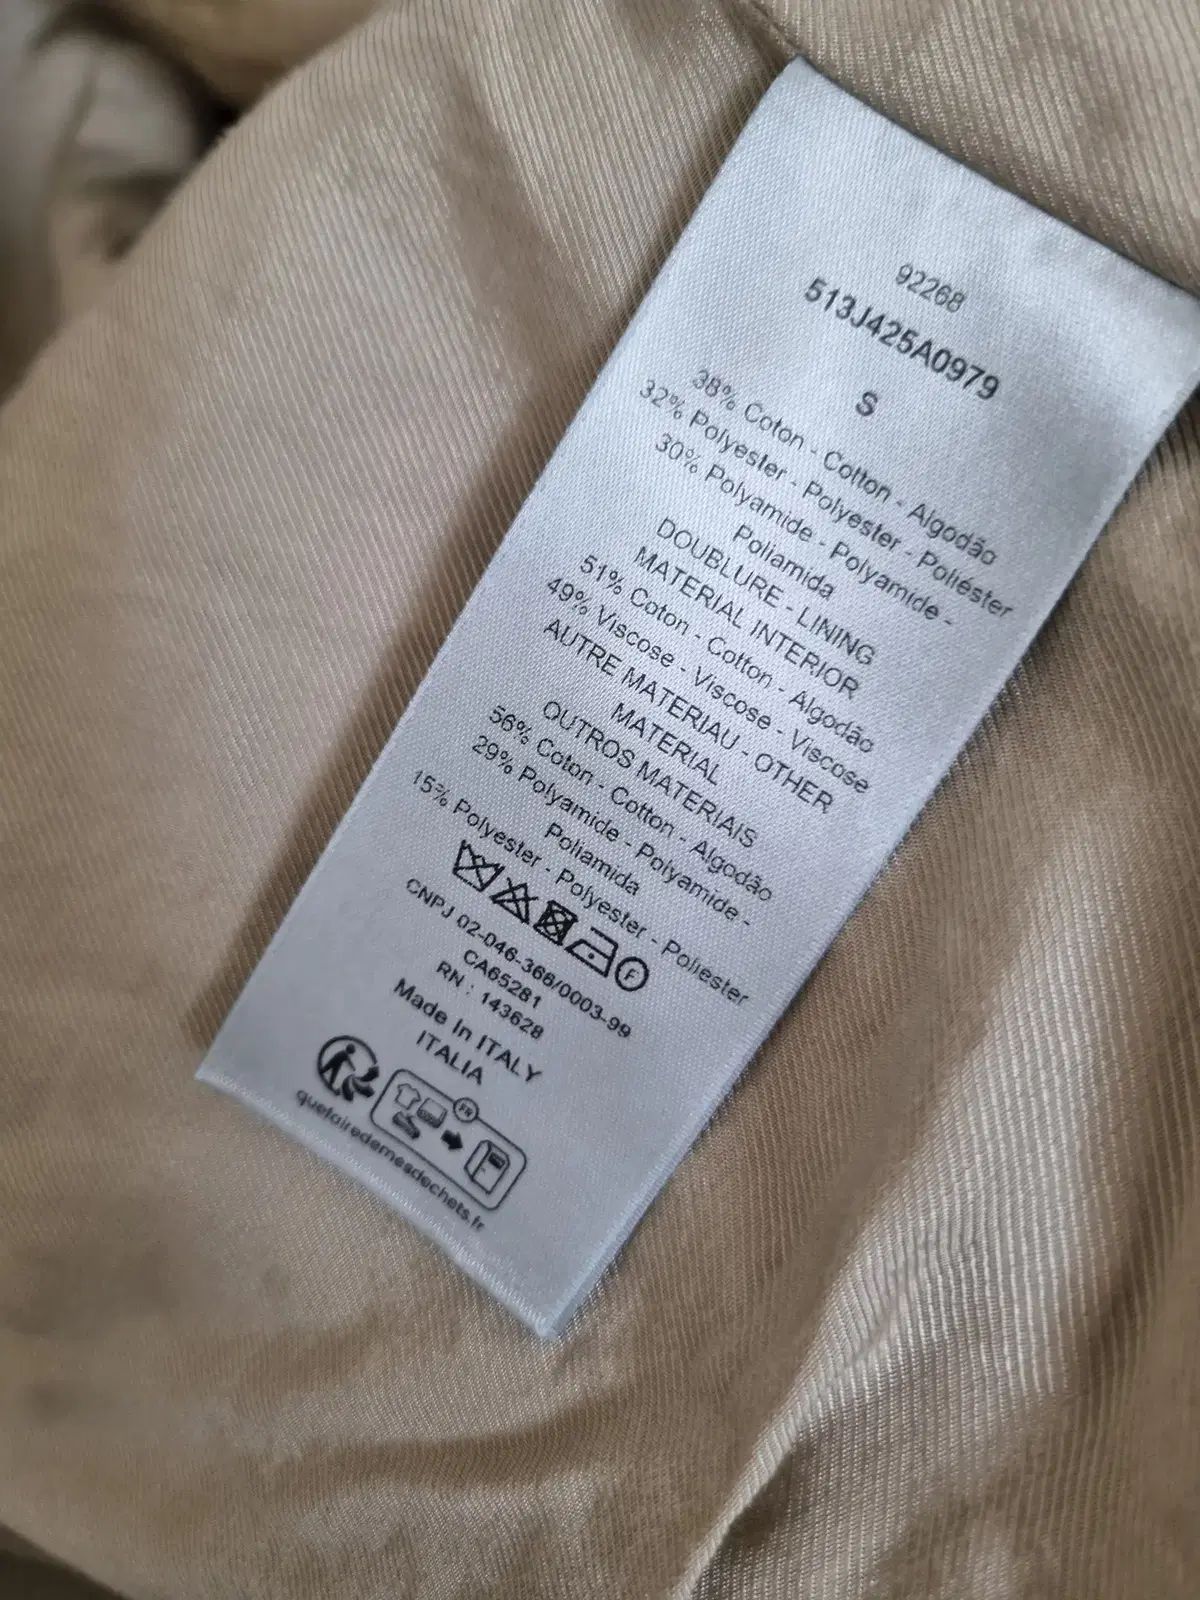 92268
513J425A0979
S
38% Coton - Cotton - Algodão
32% Polyester - Polyester - Poliéster
30% Polyamide - Polyamide -
Poliamida
DOUBLURE - LINING
MATERIAL INTERIOR
51% Coton - Cotton - Algodão
49% Viscose - Viscose - Viscose
AUTRE MATERIAU - OTHER
MATERIAL
OUTROS MATERIAIS
56% Coton - Cotton - Algodão
29% Polyamide - Polyamide -
Poliamida
15% Polyester - Polyester - Poliester
F
CNPJ 02-046-366/0003-99
CA65281
RN : 143628
Made In ITALY
ITALIA
FR
quefairedemesdechets.fr